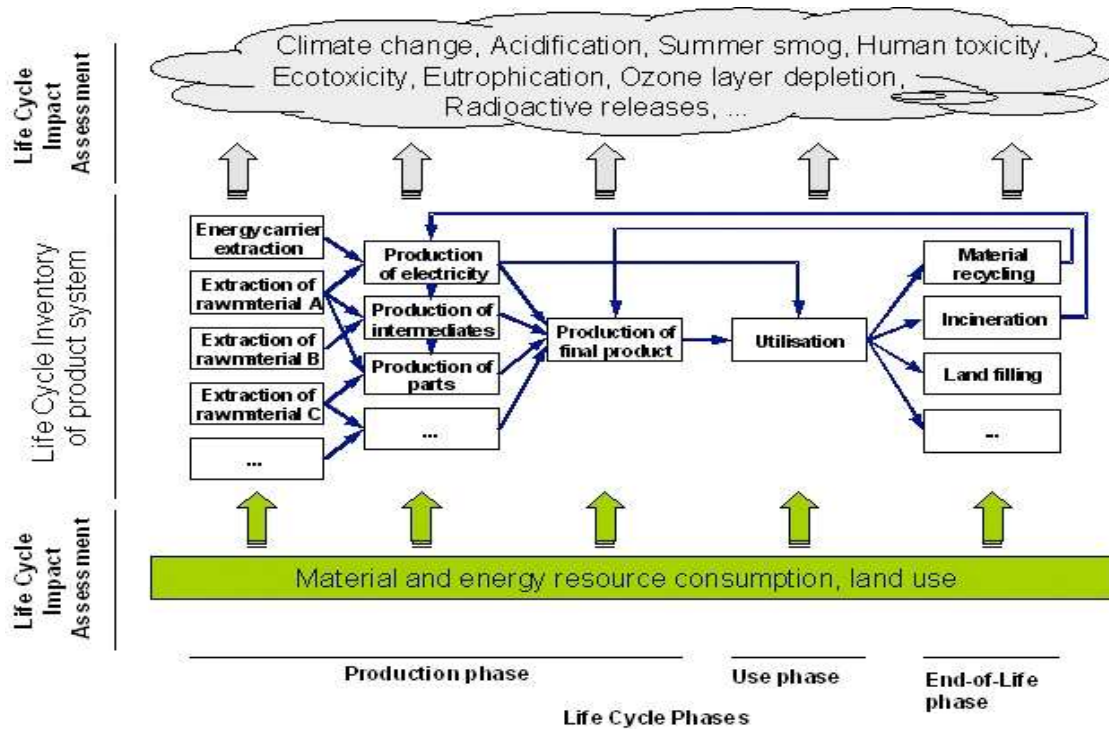 Life Cycle
Impact
Assessment
Climate change, Acidification, Summer smog, Human toxicity,
Ecotoxicity, Eutrophication, Ozone layer depletion,
Radioactive releases, ...
Life Cycle Inventory
of product system
Energy carrier
extraction
Extraction of
rawmaterial A
Extraction of
rawmaterial B
Extraction of
rawmaterial C
...
Production
of electricity
Production of
intermediates
Production of
parts
...
Production of
final product
Utilisation
Material
recycling
Incineration
Land filling
...
Life Cycle
Impact
Assessment
Material and energy resource consumption, land use
Production phase
Use phase
End-of-Life
phase
Life Cycle Phases